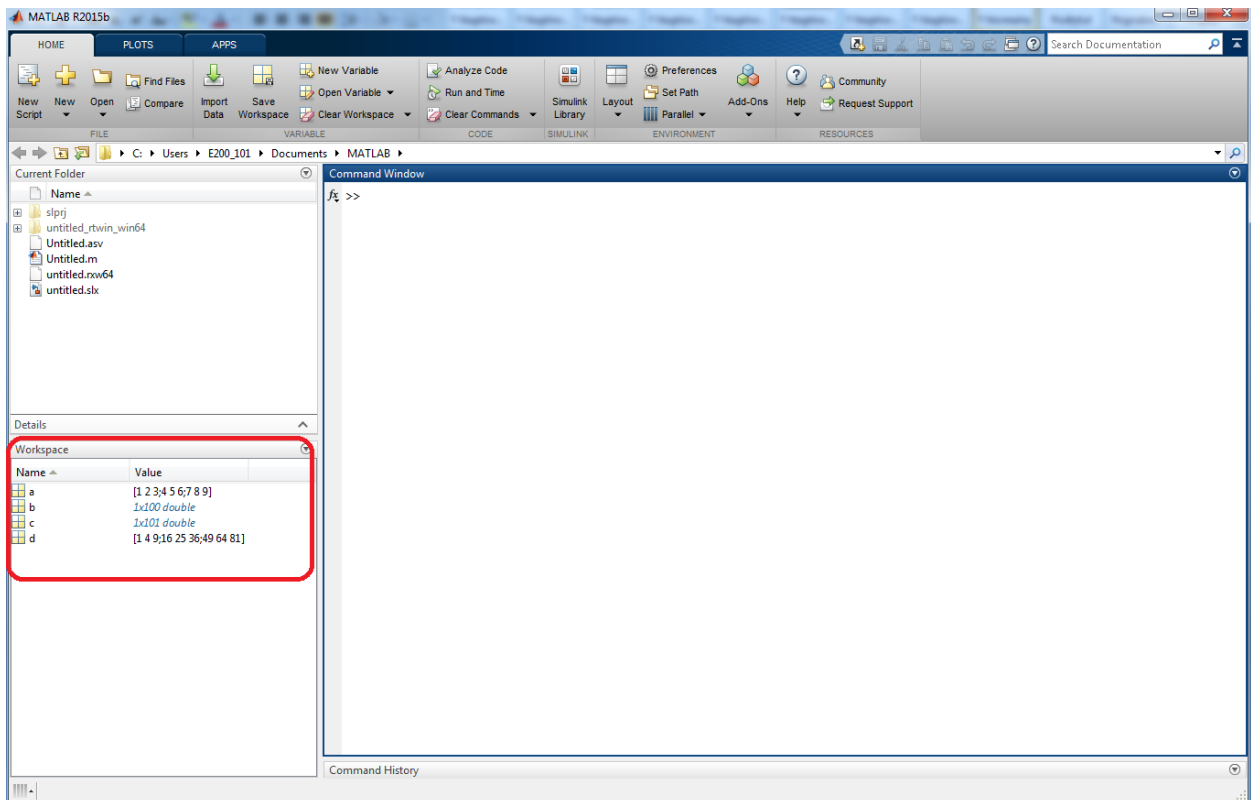 MATLAB R2015b
HOME PLOTS APPS
Search Documentation
New Script
New
Open
Find Files
Compare
Import Data
Save Workspace
New Variable
Open Variable
Clear Workspace
Analyze Code
Run and Time
Clear Commands
Simulink Library
Layout
Preferences
Set Path
Parallel
Add-Ons
Help
Community
Request Support
FILE VARIABLE CODE SIMULINK ENVIRONMENT RESOURCES
C: Users E200_101 Documents MATLAB
Current Folder
Name
slprj
untitled_rtwin_win64
Untitled.asv
Untitled.m
untitled.rxw64
untitled.slx
Details
Workspace
Name Value
a [1 2 3;4 5 6;7 8 9]
b 1x100 double
c 1x101 double
d [1 4 9;16 25 36;49 64 81]
Command Window
fx >>
Command History